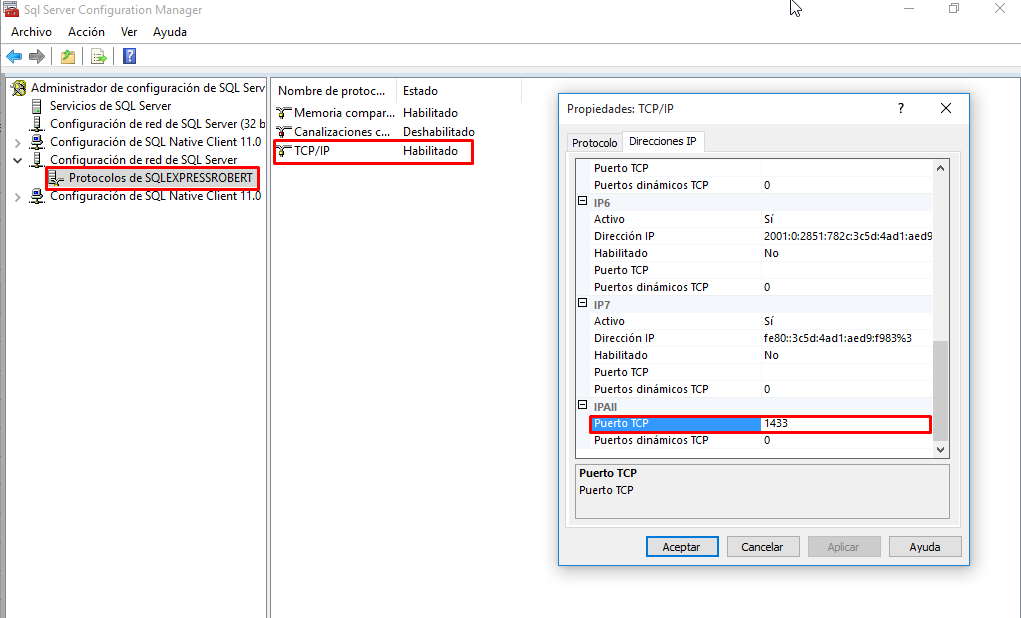 Sql Server Configuration Manager
Archivo Acción Ver Ayuda
Administrador de configuración de SQL Serv
Servicios de SQL Server
Configuración de red de SQL Server (32 b
Configuración de SQL Native Client 11.0
Configuración de red de SQL Server
Protocolos de SQLEXPRESSROBERT
Configuración de SQL Native Client 11.0
Nombre de protoc... Estado
Memoria compar... Habilitado
Canalizaciones c... Deshabilitado
TCP/IP Habilitado
Propiedades: TCP/IP
Protocolo Direcciones IP
Puerto TCP
Puertos dinámicos TCP 0
IP6
Activo Sí
Dirección IP 2001:0:2851:782c:3c5d:4ad1:aed9
Habilitado No
Puerto TCP
Puertos dinámicos TCP 0
IP7
Activo Sí
Dirección IP fe80::3c5d:4ad1:aed9:f983%3
Habilitado No
Puerto TCP
Puertos dinámicos TCP 0
IPAll
Puerto TCP 1433
Puertos dinámicos TCP 0
Puerto TCP
Puerto TCP
Aceptar Cancelar Aplicar Ayuda